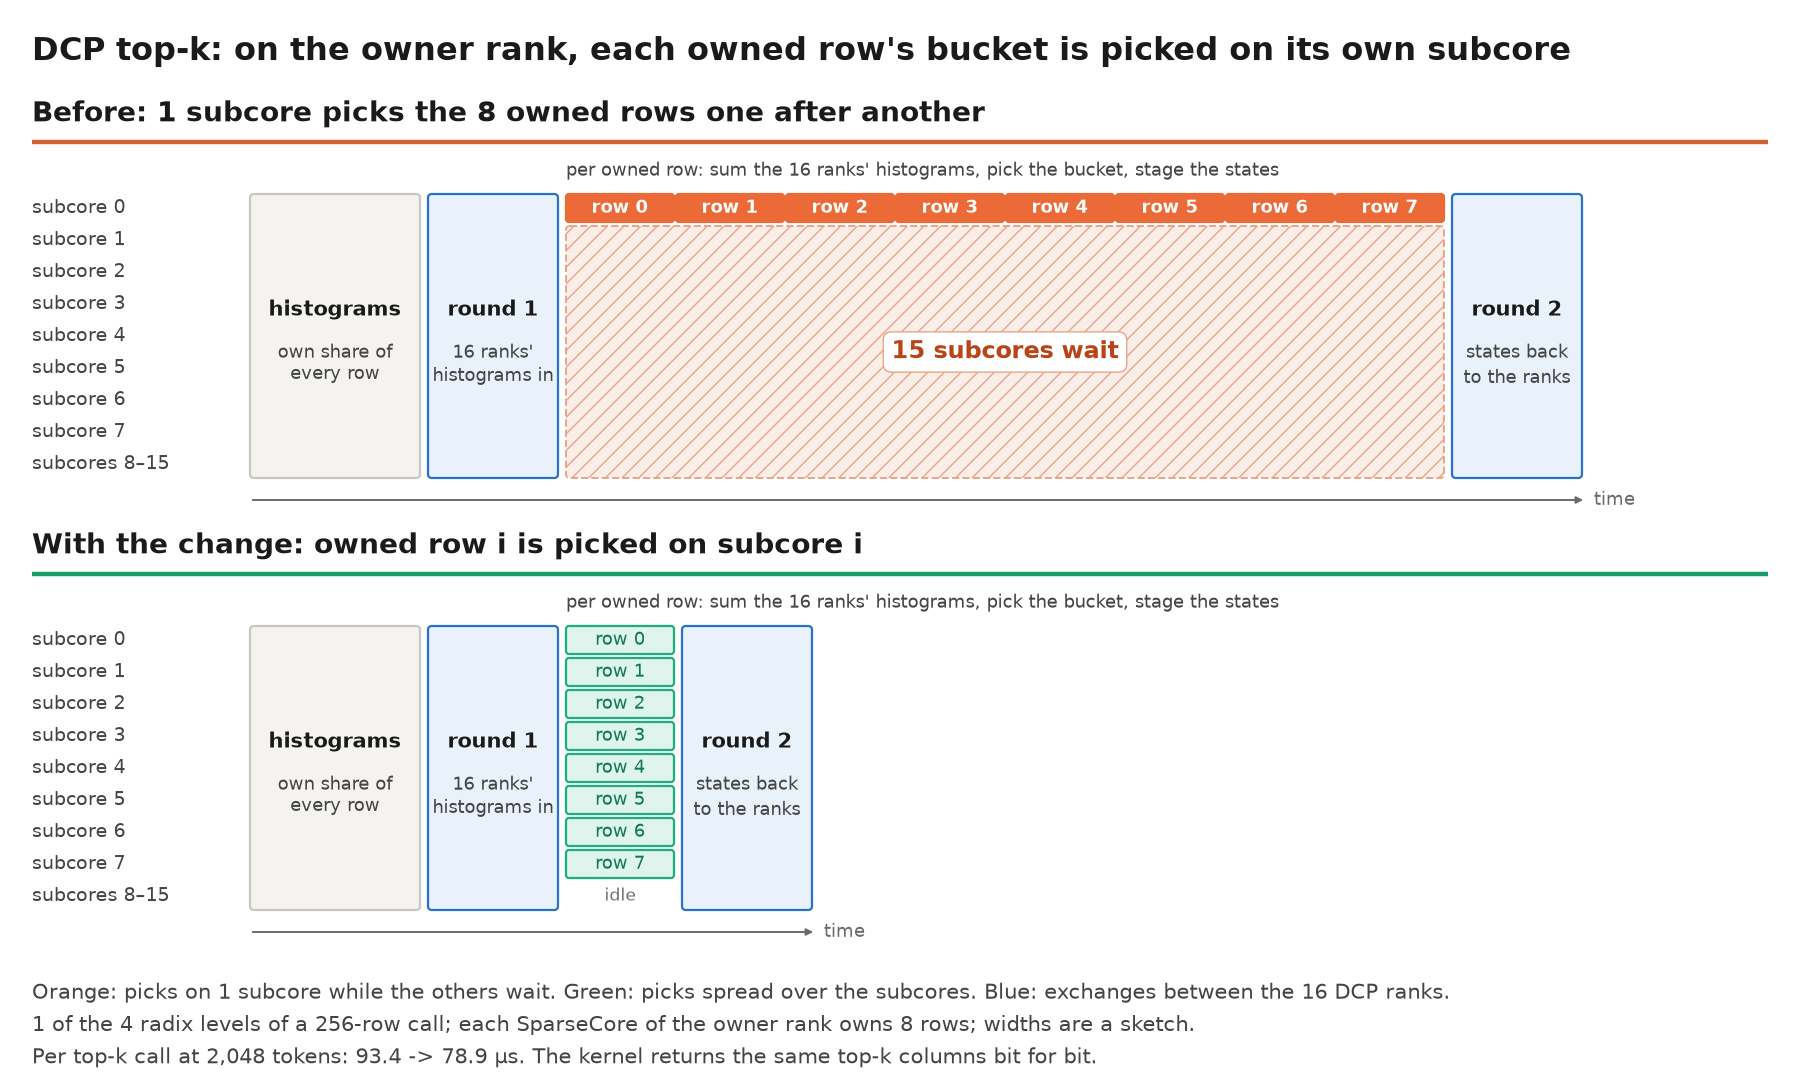 DCP top-k: on the owner rank, each owned row's bucket is picked on its own subcore
Before: 1 subcore picks the 8 owned rows one after another
per owned row: sum the 16 ranks' histograms, pick the bucket, stage the states
subcore 0
row 0
row 1
row 2
row 3
row 4
row 5
row 6
row 7
subcore 1
subcore 2
subcore 3
subcore 4
subcore 5
subcore 6
subcore 7
subcores 8–15
histograms
own share of
every row
round 1
16 ranks'
histograms in
15 subcores wait
round 2
states back
to the ranks
time
With the change: owned row i is picked on subcore i
per owned row: sum the 16 ranks' histograms, pick the bucket, stage the states
subcore 0
subcore 1
subcore 2
subcore 3
subcore 4
subcore 5
subcore 6
subcore 7
subcores 8–15
histograms
own share of
every row
round 1
16 ranks'
histograms in
row 0
row 1
row 2
row 3
row 4
row 5
row 6
row 7
idle
round 2
states back
to the ranks
time
Orange: picks on 1 subcore while the others wait. Green: picks spread over the subcores. Blue: exchanges between the 16 DCP ranks.
1 of the 4 radix levels of a 256-row call; each SparseCore of the owner rank owns 8 rows; widths are a sketch.
Per top-k call at 2,048 tokens: 93.4 -> 78.9 µs. The kernel returns the same top-k columns bit for bit.